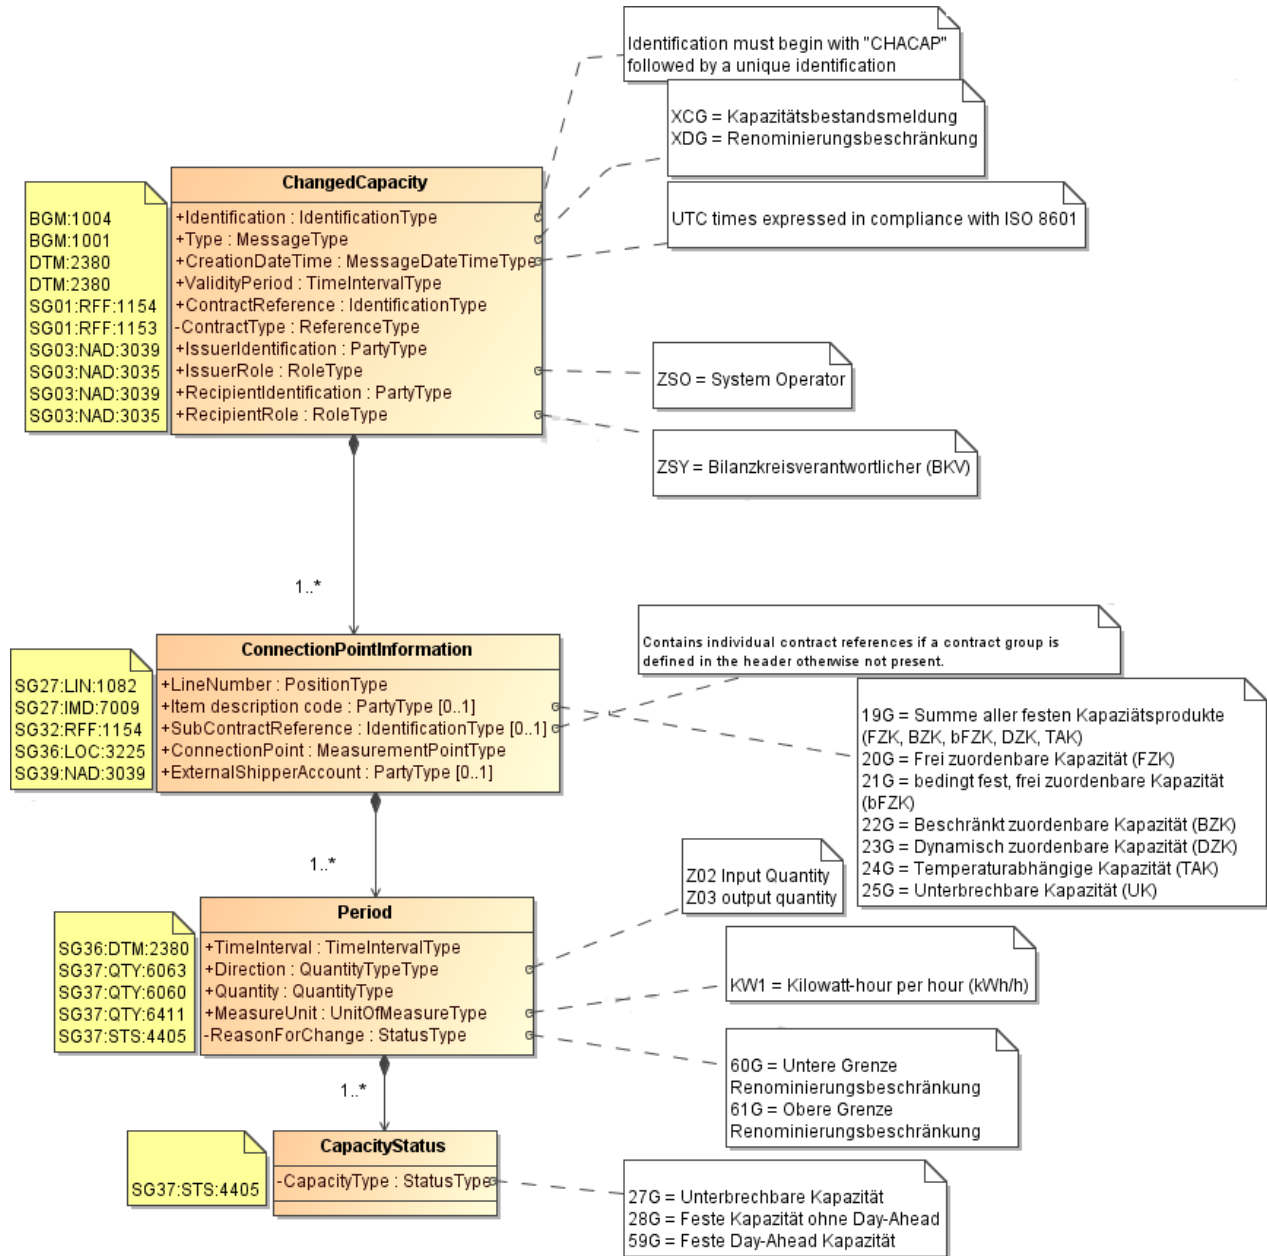 Identification must begin with "CHACAP"
followed by a unique identification
XCG = Kapazitätsbestandsmeldung
XDG = Renominierungsbeschränkung
UTC times expressed in compliance with ISO 8601
BGM:1004
BGM:1001
DTM:2380
DTM:2380
SG01:RFF:1154
SG01:RFF:1153
SG03:NAD:3039
SG03:NAD:3035
SG03:NAD:3039
SG03:NAD:3035
ChangedCapacity
+Identification : IdentificationType
+Type : MessageType
+CreationDateTime : MessageDateTimeType
+ValidityPeriod : TimeIntervalType
+ContractReference : IdentificationType
-ContractType : ReferenceType
+IssuerIdentification : PartyType
+IssuerRole : RoleType
+RecipientIdentification : PartyType
+RecipientRole : RoleType
ZSO = System Operator
ZSY = Bilanzkreisverantwortlicher (BKV)
1..*
Contains individual contract references if a contract group is
defined in the header otherwise not present.
SG27:LIN:1082
SG27:IMD:7009
SG32:RFF:1154
SG36:LOC:3225
SG39:NAD:3039
ConnectionPointInformation
+LineNumber : PositionType
+Item description code : PartyType [0..1]
+SubContractReference : IdentificationType [0..1]
+ConnectionPoint : MeasurementPointType
+ExternalShipperAccount : PartyType [0..1]
19G = Summe aller festen Kapaziätsprodukte
(FZK, BZK, bFZK, DZK, TAK)
20G = Frei zuordenbare Kapazität (FZK)
21G = bedingt fest, frei zuordenbare Kapazität
(bFZK)
22G = Beschränkt zuordenbare Kapazität (BZK)
23G = Dynamisch zuordenbare Kapazität (DZK)
24G = Temperaturabhängige Kapazität (TAK)
25G = Unterbrechbare Kapazität (UK)
1..*
Z02 Input Quantity
Z03 output quantity
SG36:DTM:2380
SG37:QTY:6063
SG37:QTY:6060
SG37:QTY:6411
SG37:STS:4405
Period
+TimeInterval : TimeIntervalType
+Direction : QuantityTypeType
+Quantity : QuantityType
+MeasureUnit : UnitOfMeasureType
-ReasonForChange : StatusType
KW1 = Kilowatt-hour per hour (kWh/h)
60G = Untere Grenze
Renominierungsbeschränkung
61G = Obere Grenze
Renominierungsbeschränkung
1..*
SG37:STS:4405
CapacityStatus
-CapacityType : StatusType
27G = Unterbrechbare Kapazität
28G = Feste Kapazität ohne Day-Ahead
59G = Feste Day-Ahead Kapazität